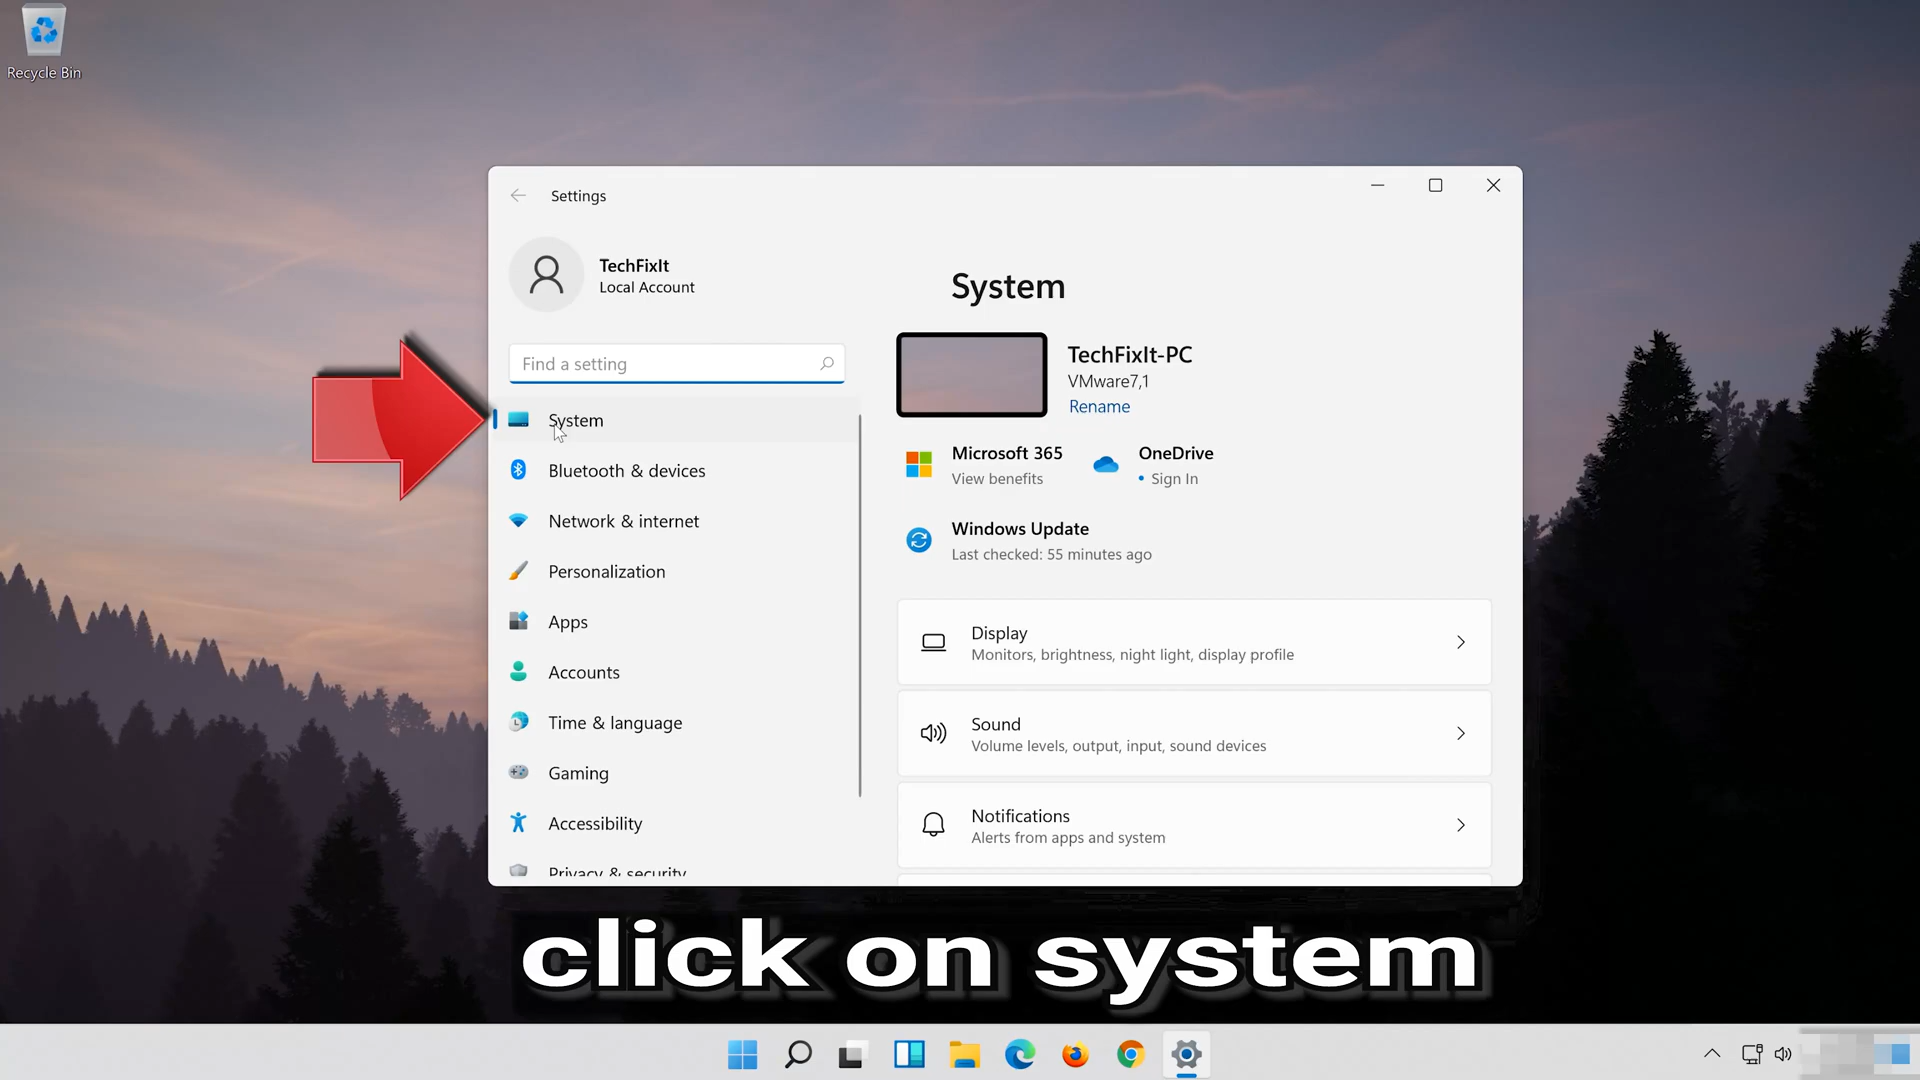 Recycle Bin
Settings
TechFixIt
Local Account
Find a setting
System
Bluetooth & devices
Network & internet
Personalization
Apps
Accounts
Time & language
Gaming
Accessibility
Privacy & security
System
TechFixIt-PC
VMware7,1
Rename
Microsoft 365
View benefits
OneDrive
• Sign In
Windows Update
Last checked: 55 minutes ago
Display
Monitors, brightness, night light, display profile
Sound
Volume levels, output, input, sound devices
Notifications
Alerts from apps and system
click on system